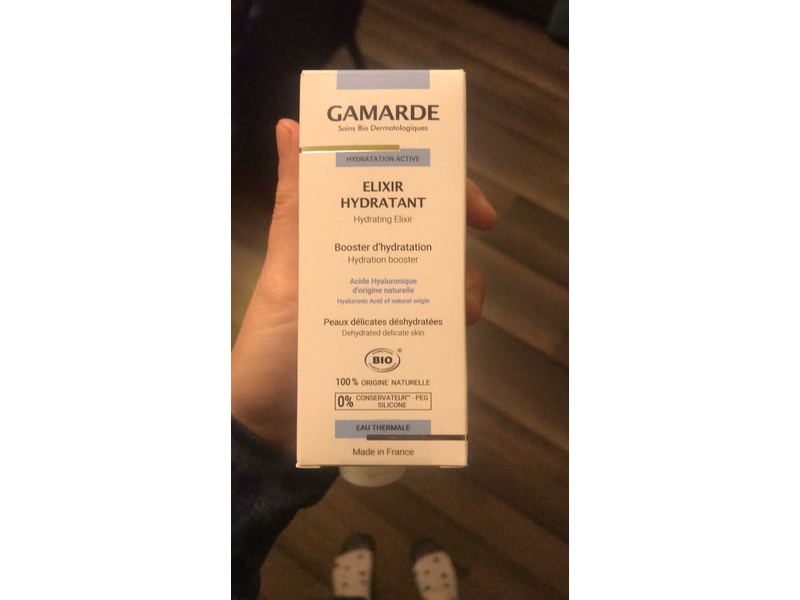 GAMARDE
Soins Bio Dermatologiques
HYDRATATION ACTIVE
ELIXIR
HYDRATANT
Hydrating Elixir
Booster d'hydratation
Hydration booster
Acide Hyaluronique
d'origine naturelle
Hyaluronic Acid of natural origin
Peaux délicates déshydratées
Dehydrated delicate skin
BIO
100% ORIGINE NATURELLE
0% CONSERVATEUR** - PEG
SILICONE
EAU THERMALE
Made in France